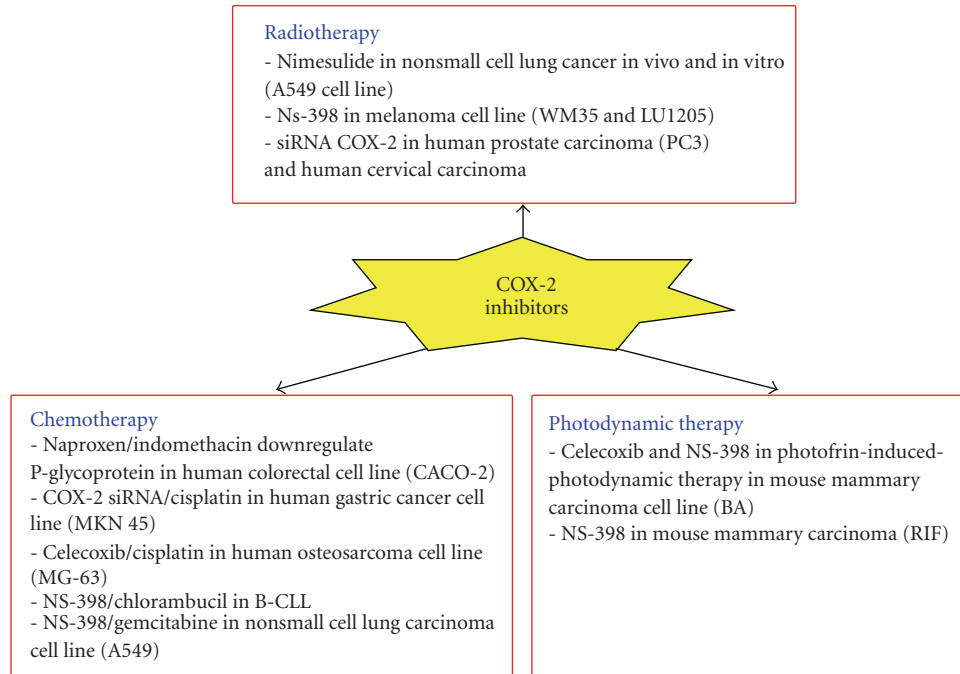 Radiotherapy
- Nimesulide in nonsmall cell lung cancer in vivo and in vitro
(A549 cell line)
- Ns-398 in melanoma cell line (WM35 and LU1205)
- siRNA COX-2 in human prostate carcinoma (PC3)
and human cervical carcinoma
COX-2
inhibitors
Chemotherapy
- Naproxen/indomethacin downregulate
P-glycoprotein in human colorectal cell line (CACO-2)
- COX-2 siRNA/cisplatin in human gastric cancer cell
line (MKN 45)
- Celecoxib/cisplatin in human osteosarcoma cell line
(MG-63)
- NS-398/chlorambucil in B-CLL
- NS-398/gemcitabine in nonsmall cell lung carcinoma
cell line (A549)
Photodynamic therapy
- Celecoxib and NS-398 in photofrin-induced-
photodynamic therapy in mouse mammary
carcinoma cell line (BA)
- NS-398 in mouse mammary carcinoma (RIF)